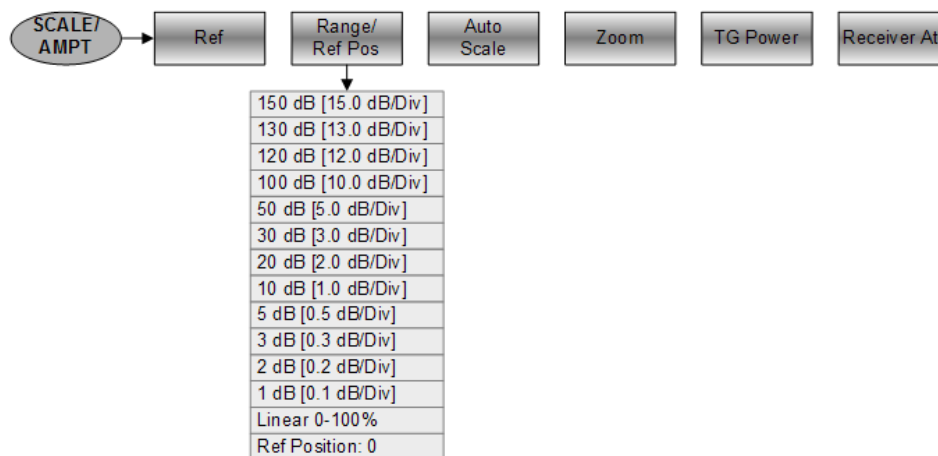 SCALE/
AMPT
Ref
Range/
Ref Pos
Auto
Scale
Zoom
TG Power
Receiver At
150 dB [15.0 dB/Div]
130 dB [13.0 dB/Div]
120 dB [12.0 dB/Div]
100 dB [10.0 dB/Div]
50 dB [5.0 dB/Div]
30 dB [3.0 dB/Div]
20 dB [2.0 dB/Div]
10 dB [1.0 dB/Div]
5 dB [0.5 dB/Div]
3 dB [0.3 dB/Div]
2 dB [0.2 dB/Div]
1 dB [0.1 dB/Div]
Linear 0-100%
Ref Position: 0